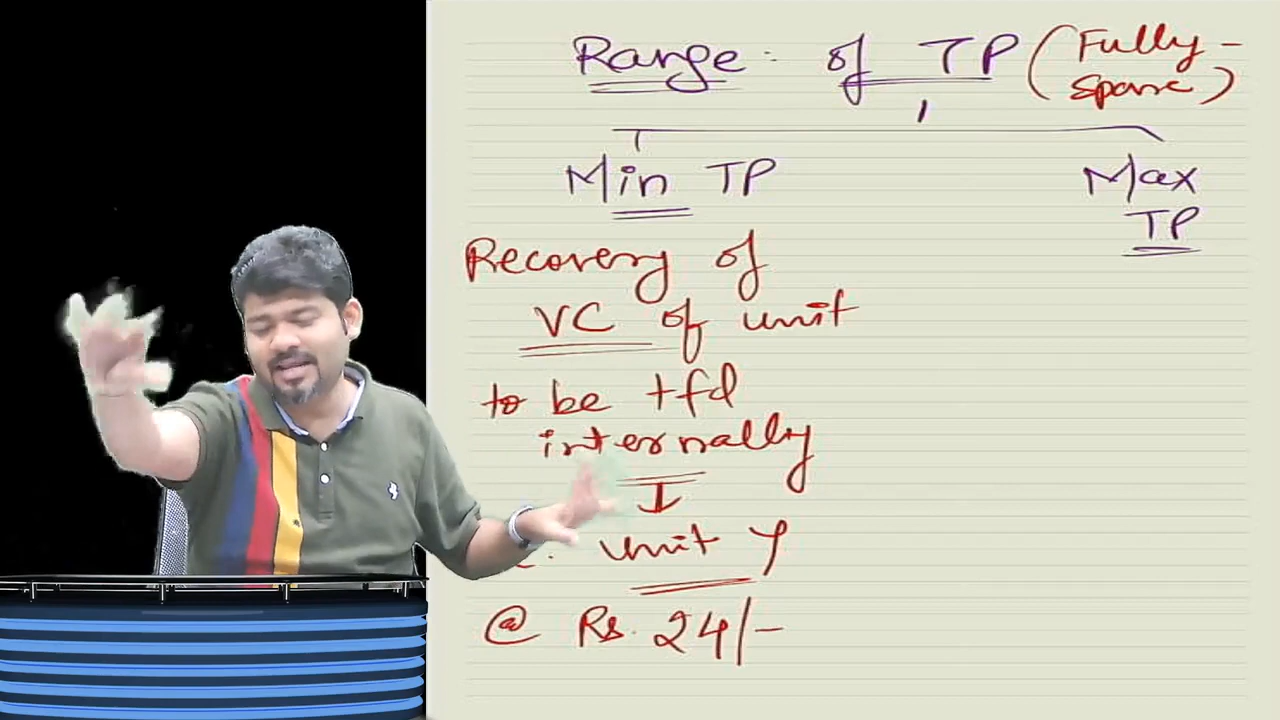 Range: of TP (Fully-
Spare)
Min TP
Max
TP
Recovery of
VC of unit
to be tfd
internally
unit Y
@ Rs. 24/-